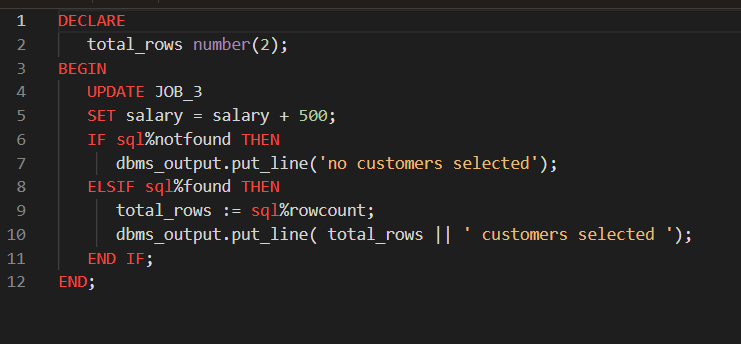 1 DECLARE
2 total_rows number(2);
3 BEGIN
4 UPDATE JOB_3
5 SET salary = salary + 500;
6 IF sql%notfound THEN
7 dbms_output.put_line('no customers selected');
8 ELSIF sql%found THEN
9 total_rows := sql%rowcount;
10 dbms_output.put_line( total_rows || ' customers selected ');
11 END IF;
12 END;